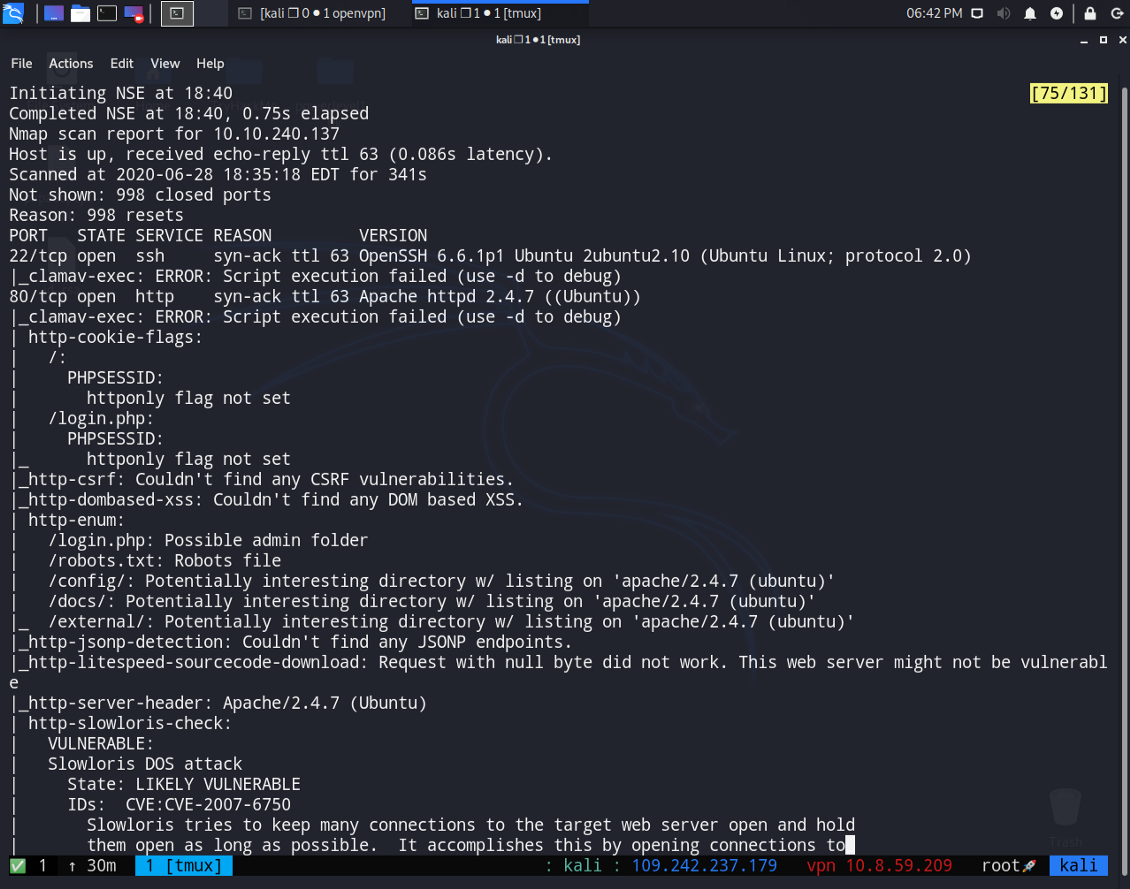 [kali ❐ 0 ● 1 openvpn]
kali ❐ 1 ● 1 [tmux]
06:42 PM
kali ❐ 1 ● 1 [tmux]
File Actions Edit View Help
Initiating NSE at 18:40 [75/131]
Completed NSE at 18:40, 0.75s elapsed
Nmap scan report for 10.10.240.137
Host is up, received echo-reply ttl 63 (0.086s latency).
Scanned at 2020-06-28 18:35:18 EDT for 341s
Not shown: 998 closed ports
Reason: 998 resets
PORT   STATE SERVICE REASON         VERSION
22/tcp open  ssh     syn-ack ttl 63 OpenSSH 6.6.1p1 Ubuntu 2ubuntu2.10 (Ubuntu Linux; protocol 2.0)
|_clamav-exec: ERROR: Script execution failed (use -d to debug)
80/tcp open  http    syn-ack ttl 63 Apache httpd 2.4.7 ((Ubuntu))
|_clamav-exec: ERROR: Script execution failed (use -d to debug)
| http-cookie-flags:
|   /:
|     PHPSESSID:
|       httponly flag not set
|   /login.php:
|     PHPSESSID:
|_      httponly flag not set
|_http-csrf: Couldn't find any CSRF vulnerabilities.
|_http-dombased-xss: Couldn't find any DOM based XSS.
| http-enum:
|   /login.php: Possible admin folder
|   /robots.txt: Robots file
|   /config/: Potentially interesting directory w/ listing on 'apache/2.4.7 (ubuntu)'
|   /docs/: Potentially interesting directory w/ listing on 'apache/2.4.7 (ubuntu)'
|_  /external/: Potentially interesting directory w/ listing on 'apache/2.4.7 (ubuntu)'
|_http-jsonp-detection: Couldn't find any JSONP endpoints.
|_http-litespeed-sourcecode-download: Request with null byte did not work. This web server might not be vulnerabl
e
|_http-server-header: Apache/2.4.7 (Ubuntu)
| http-slowloris-check:
|   VULNERABLE:
|   Slowloris DOS attack
|     State: LIKELY VULNERABLE
|     IDs:  CVE:CVE-2007-6750
|       Slowloris tries to keep many connections to the target web server open and hold
|       them open as long as possible.  It accomplishes this by opening connections to
Trash
✅ 1 ↑ 30m 1 [tmux] : kali : 109.242.237.179 vpn 10.8.59.209 root🚀 kali